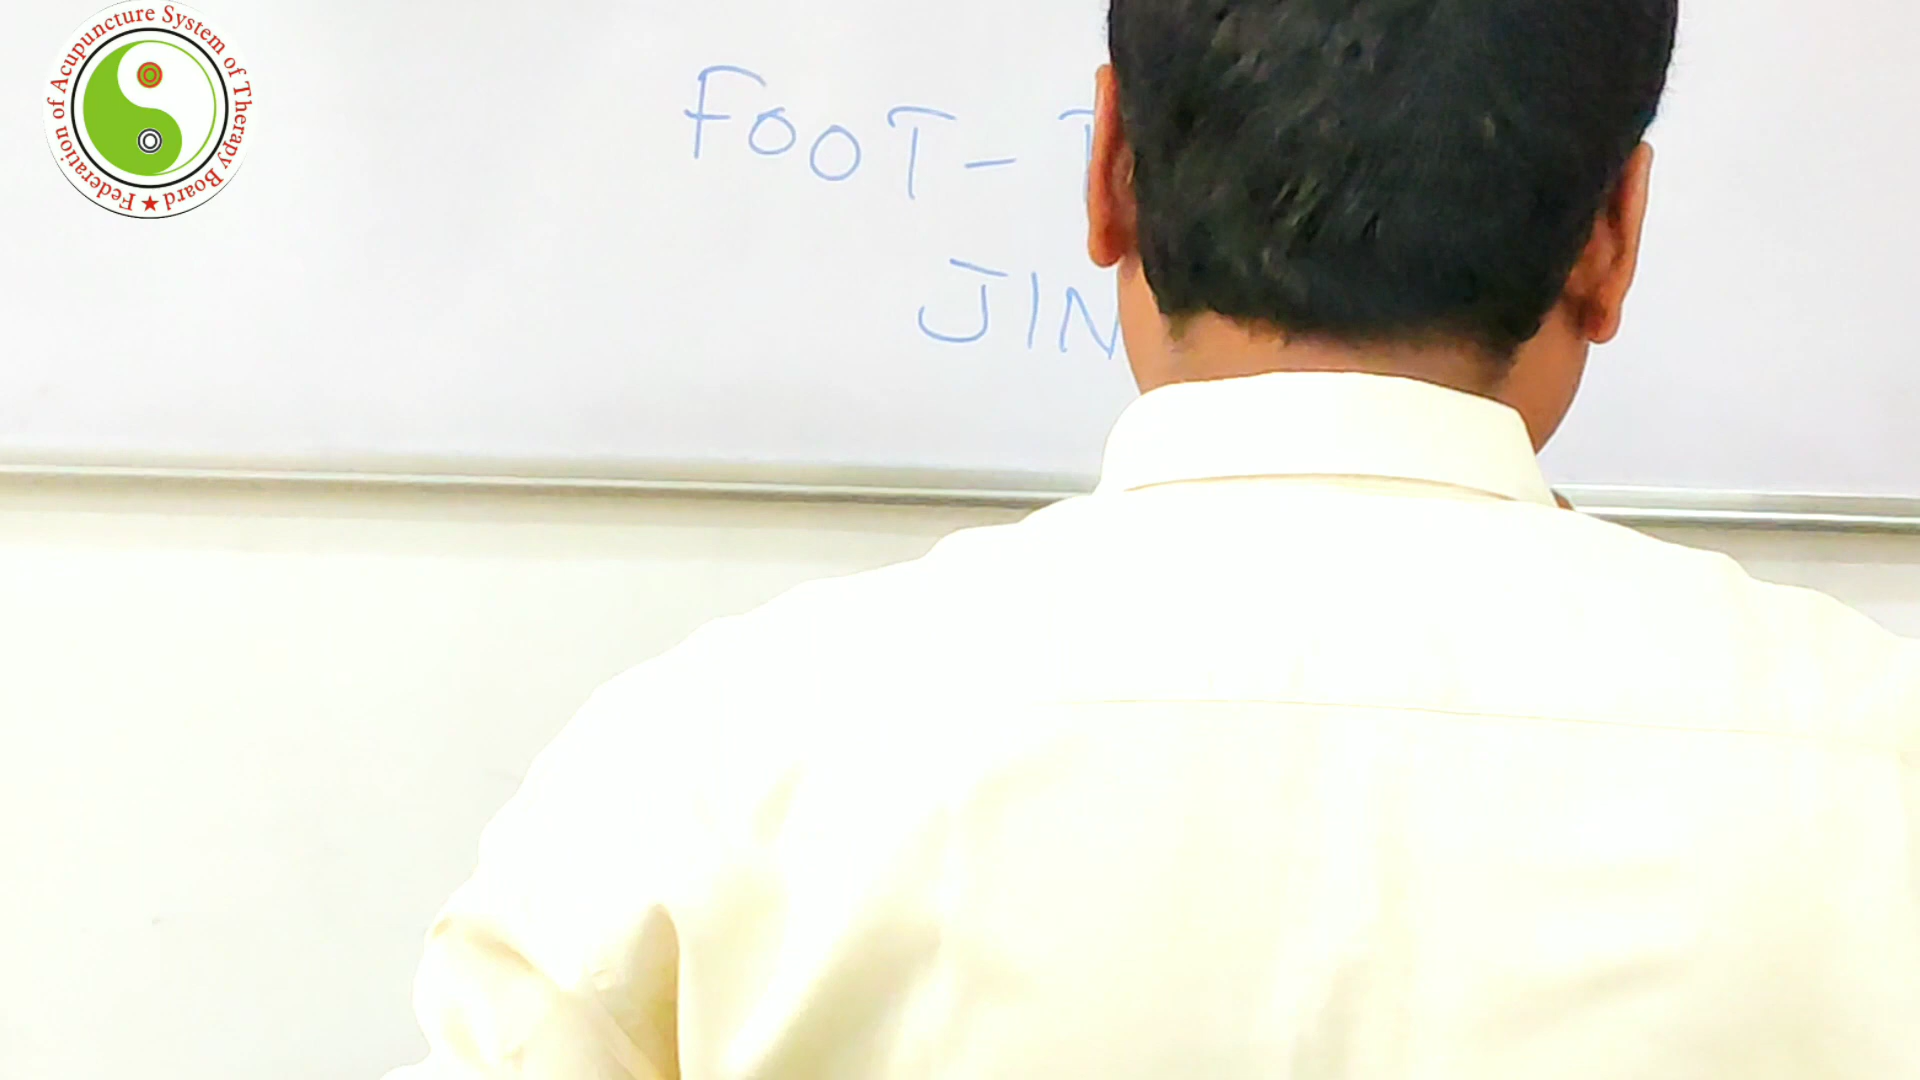 Federation of Acupuncture System of Therapy Board
FOOT -
JIN